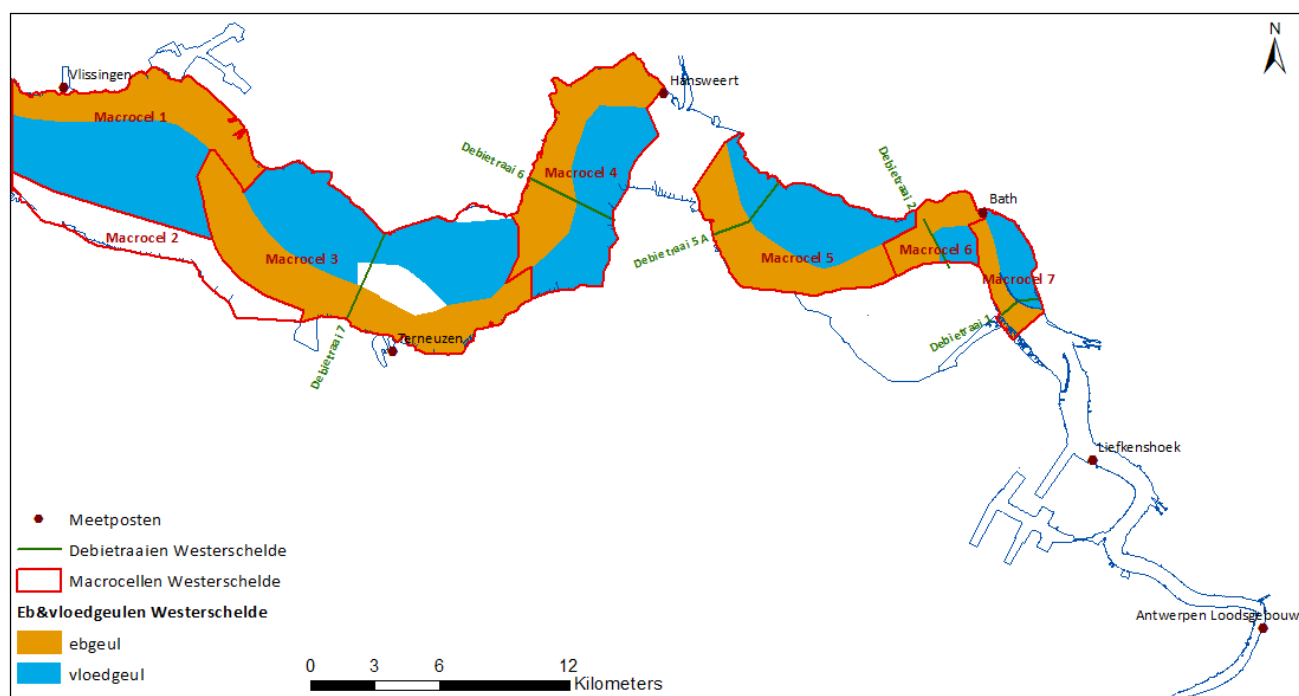 N
Vlissingen
Hansweert
Macrocel 1
Debietraai 6
Macrocel 4
Debietraai 2
Bath
Macrocel 2
Macrocel 3
Debietraai 5A
Macrocel 5
Macrocel 6
Macrocel 7
Debietraai 7
Terneuzen
Debietraai 1
Liefkenshoek
Antwerpen Loodsgebouw
Meetposten
Debietraaien Westerschelde
Macrocellen Westerschelde
Eb&vloedgeulen Westerschelde
ebgeul
vloedgeul
0 3 6 12
Kilometers